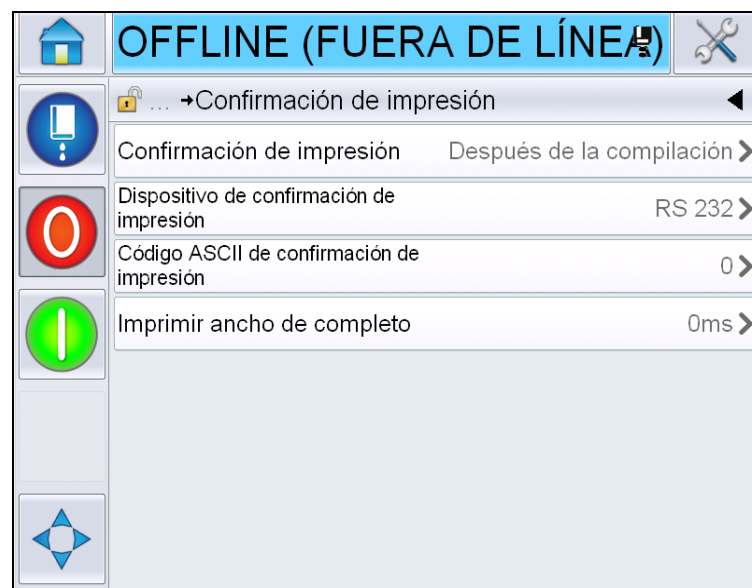 OFFLINE (FUERA DE LÍNEA)
... →Confirmación de impresión
Confirmación de impresión Después de la compilación
Dispositivo de confirmación de
impresión RS 232
Código ASCII de confirmación de
impresión 0
Imprimir ancho de completo 0ms